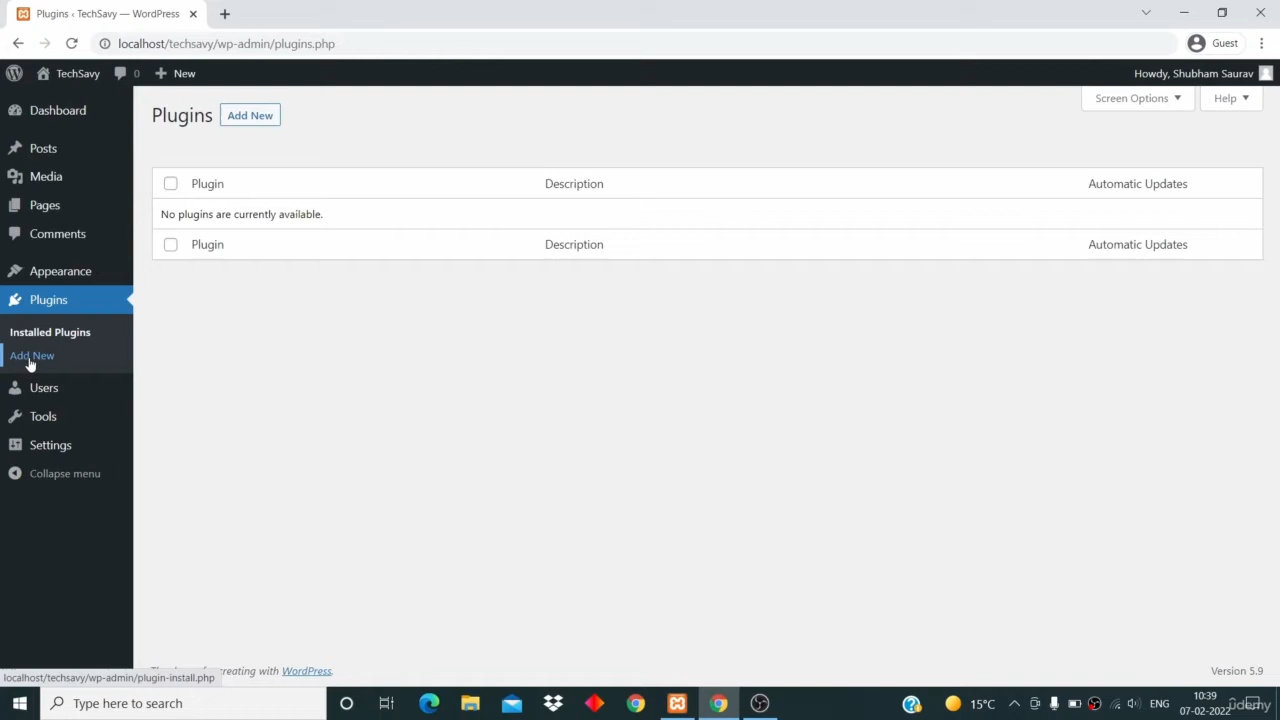 Plugins ‹ TechSavy — WordPress
localhost/techsavy/wp-admin/plugins.php
Guest
TechSavy
0
New
Howdy, Shubham Saurav
Dashboard
Posts
Media
Pages
Comments
Appearance
Plugins
Installed Plugins
Add New
Users
Tools
Settings
Collapse menu
Plugins
Add New
Screen Options
Help
Plugin Description Automatic Updates
No plugins are currently available.
Plugin Description Automatic Updates
creating with WordPress.
Version 5.9
localhost/techsavy/wp-admin/plugin-install.php
Type here to search
15°C
ENG
10:39
07-02-2022
Udemy